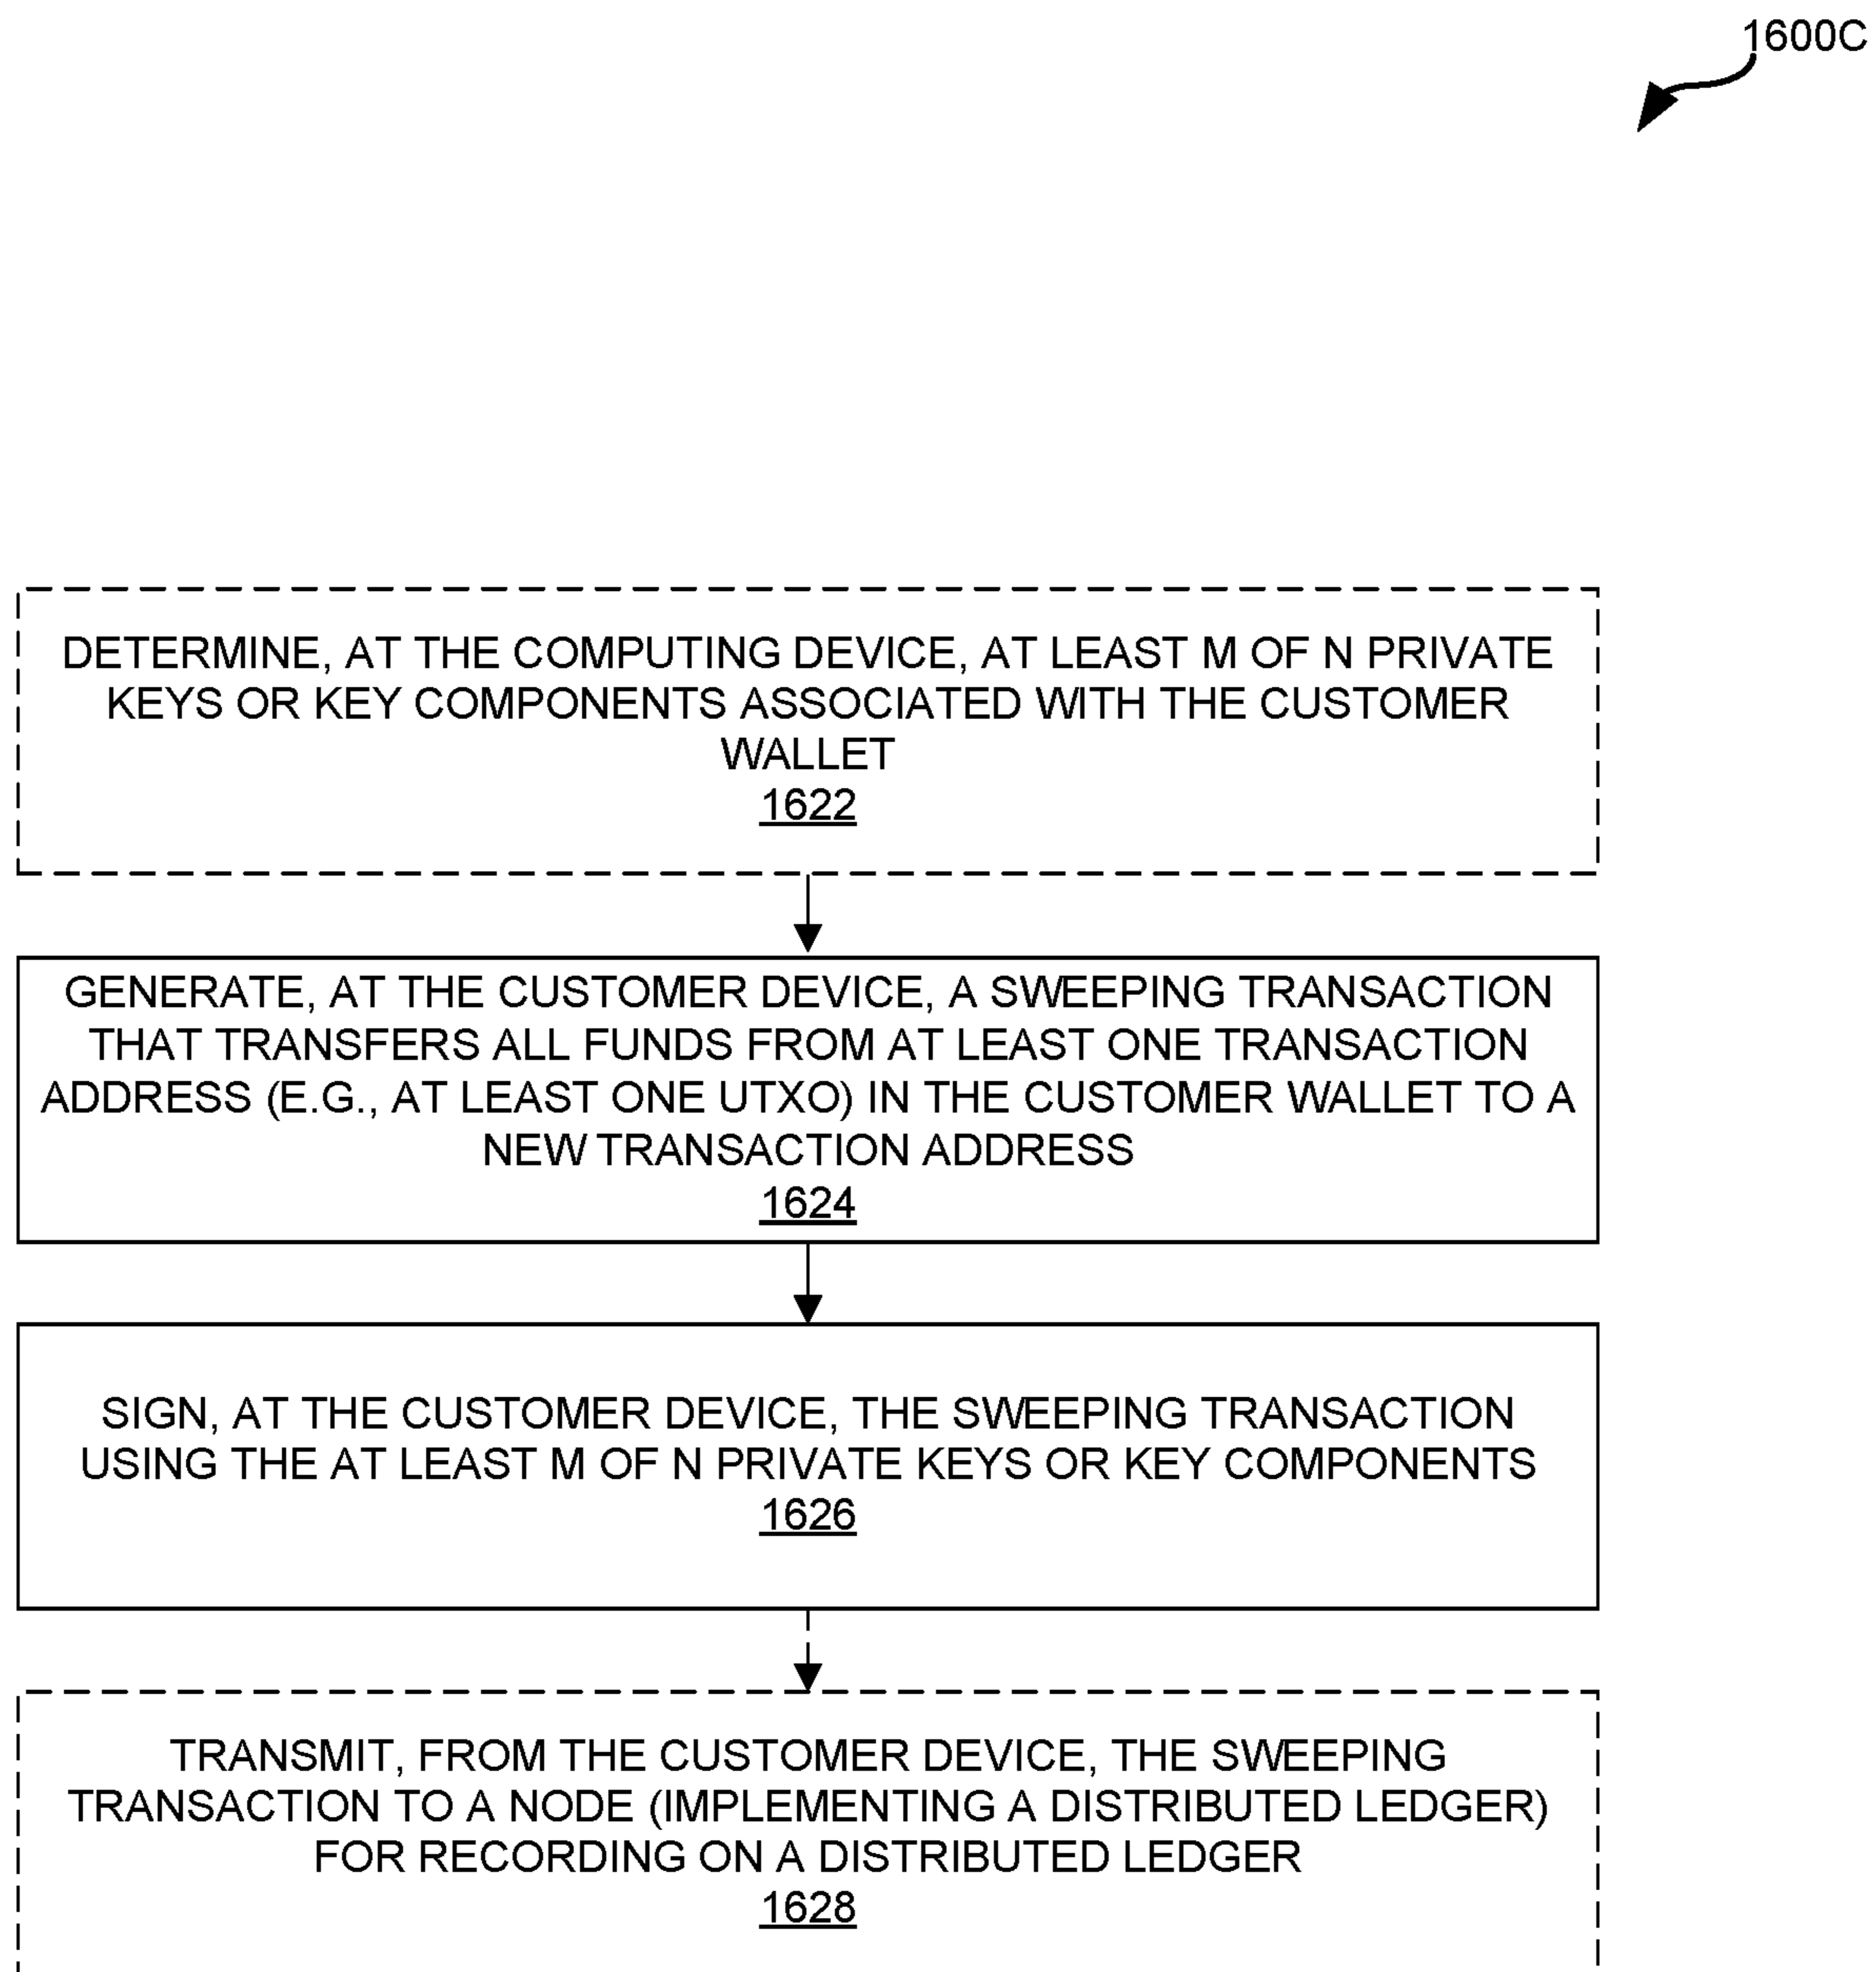 1600C
DETERMINE, AT THE COMPUTING DEVICE, AT LEAST M OF N PRIVATE
KEYS OR KEY COMPONENTS ASSOCIATED WITH THE CUSTOMER
WALLET
1622
GENERATE, AT THE CUSTOMER DEVICE, A SWEEPING TRANSACTION
THAT TRANSFERS ALL FUNDS FROM AT LEAST ONE TRANSACTION
ADDRESS (E.G., AT LEAST ONE UTXO) IN THE CUSTOMER WALLET TO A
NEW TRANSACTION ADDRESS
1624
SIGN, AT THE CUSTOMER DEVICE, THE SWEEPING TRANSACTION
USING THE AT LEAST M OF N PRIVATE KEYS OR KEY COMPONENTS
1626
TRANSMIT, FROM THE CUSTOMER DEVICE, THE SWEEPING
TRANSACTION TO A NODE (IMPLEMENTING A DISTRIBUTED LEDGER)
FOR RECORDING ON A DISTRIBUTED LEDGER
1628